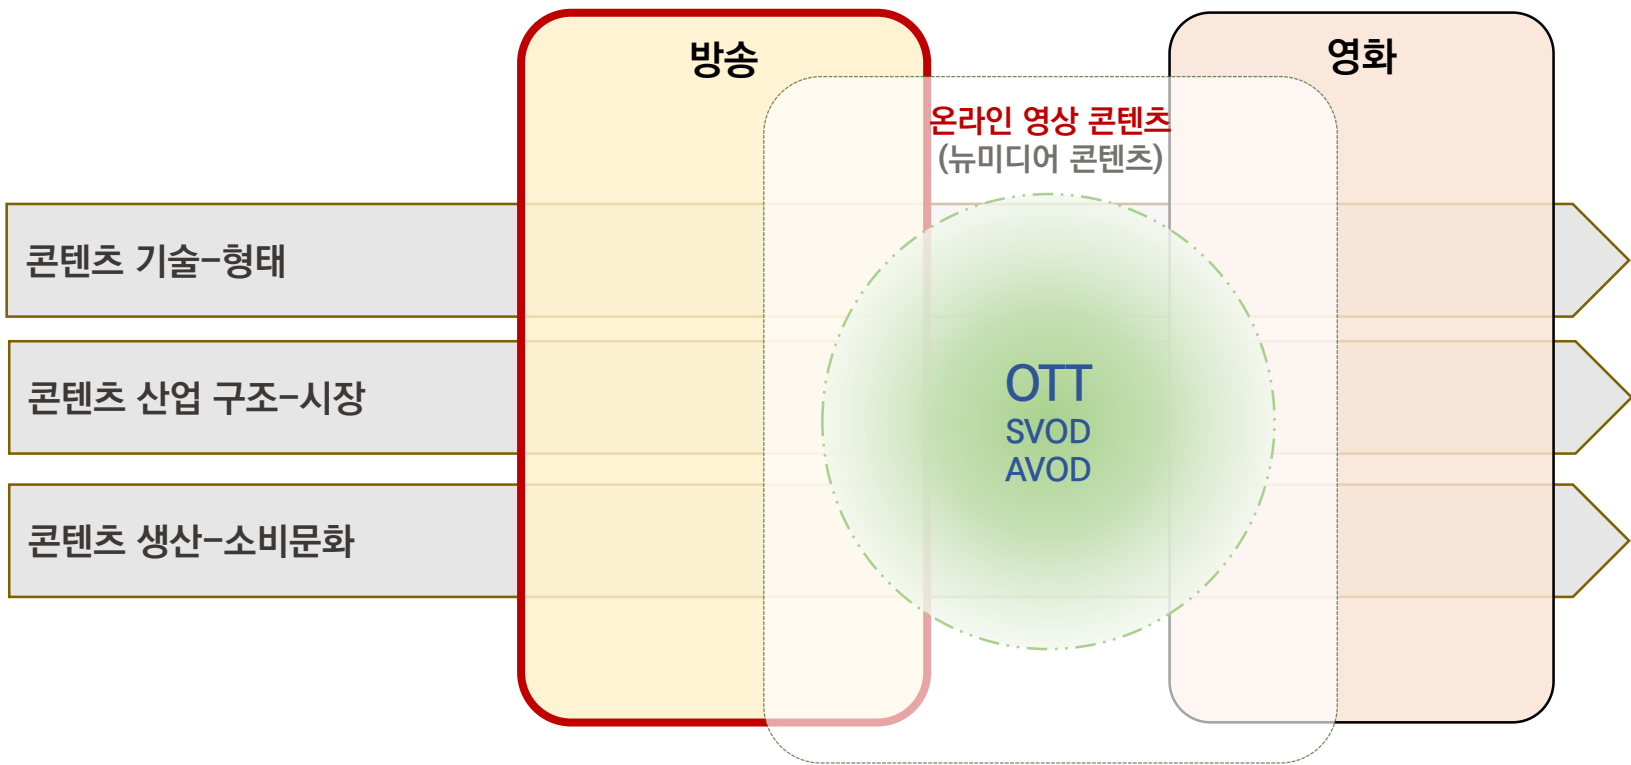 방송
영화
온라인 영상 콘텐츠
(뉴미디어 콘텐츠)
콘텐츠 기술-형태
콘텐츠 산업 구조-시장
콘텐츠 생산-소비문화
OTT
SVOD
AVOD